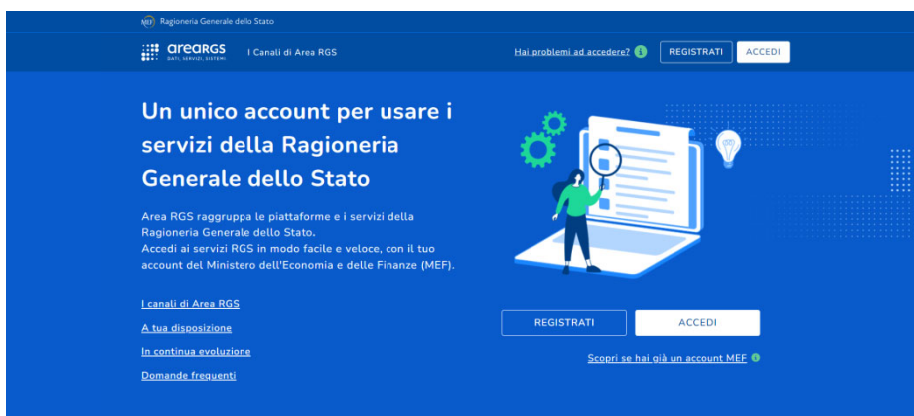 MEF Ragioneria Generale dello Stato
areaRGS
DATI, SERVIZI, SISTEMI
I Canali di Area RGS
Hai problemi ad accedere? i
REGISTRATI
ACCEDI
Un unico account per usare i
servizi della Ragioneria
Generale dello Stato
Area RGS raggruppa le piattaforme e i servizi della
Ragioneria Generale dello Stato.
Accedi ai servizi RGS in modo facile e veloce, con il tuo
account del Ministero dell'Economia e delle Finanze (MEF).
I canali di Area RGS
A tua disposizione
In continua evoluzione
Domande frequenti
REGISTRATI
ACCEDI
Scopri se hai già un account MEF i